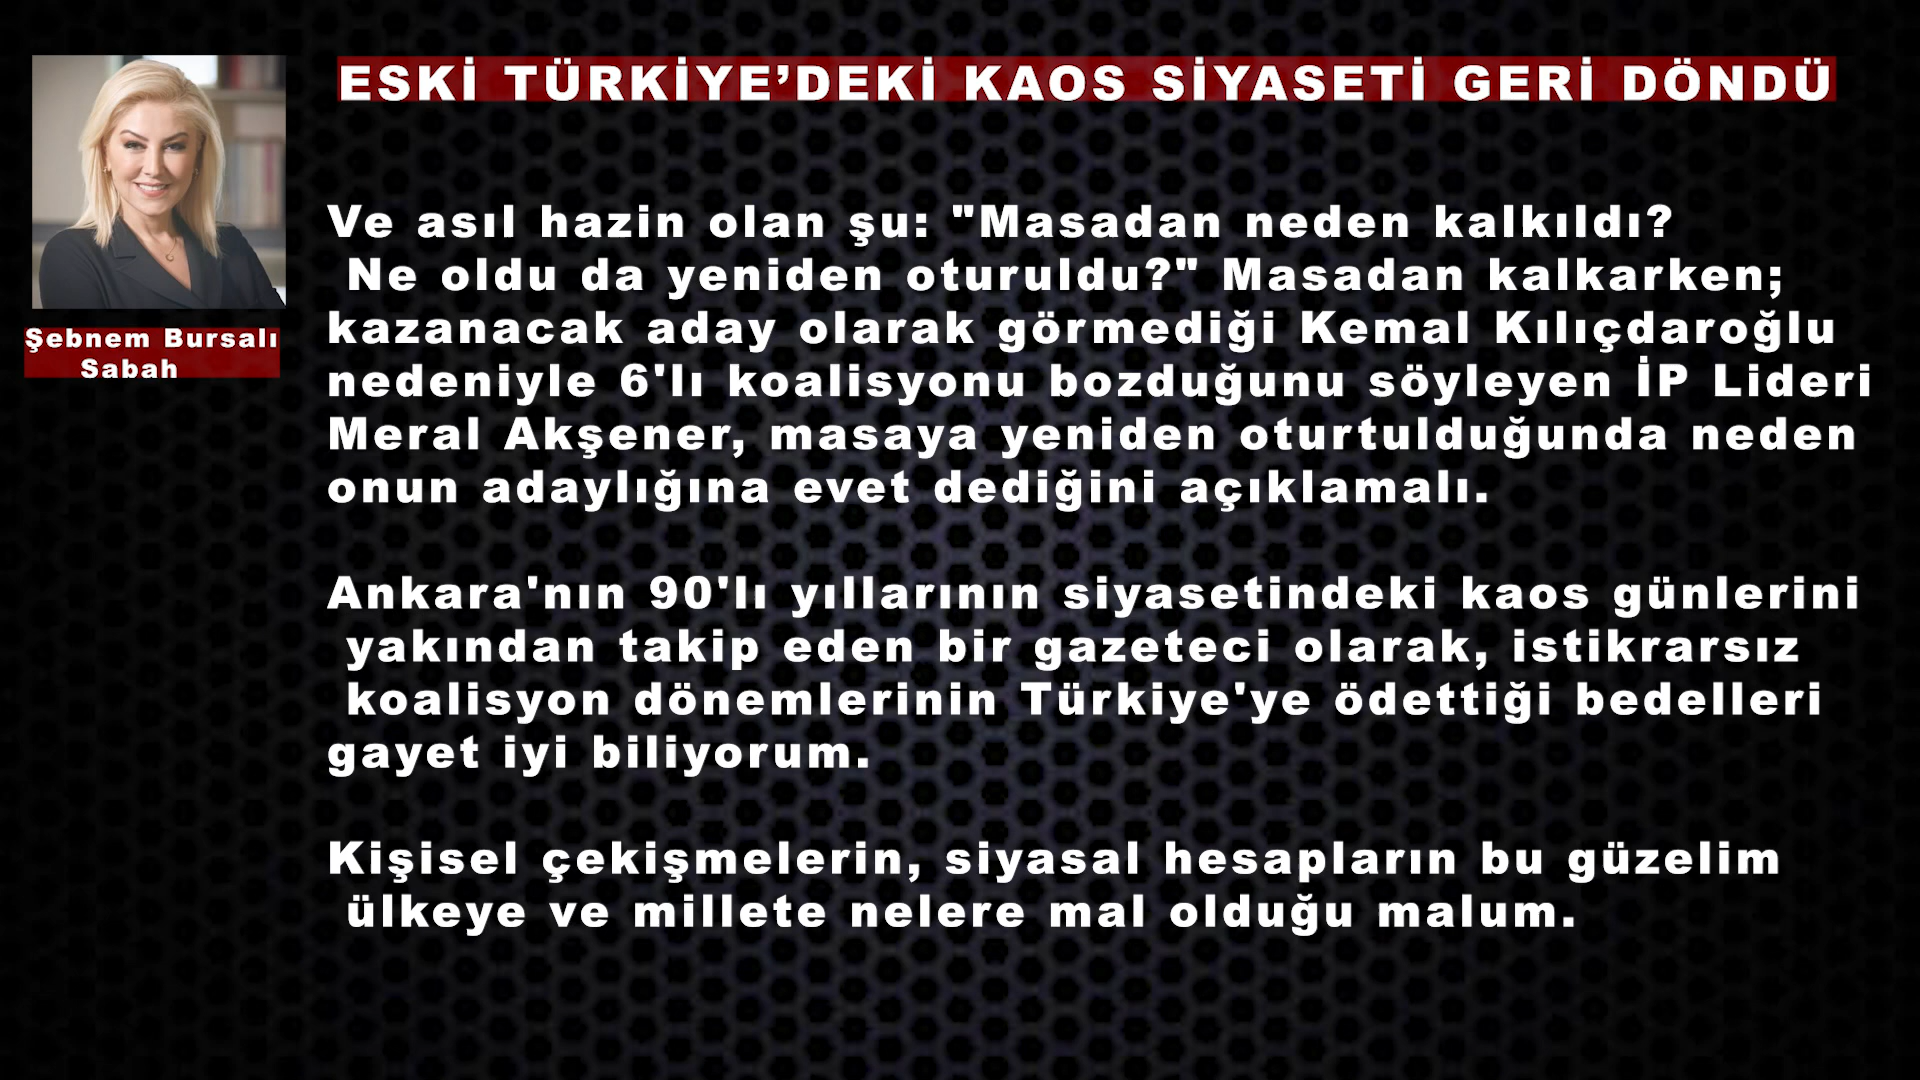 ESKİ TÜRKİYE’DEKİ KAOS SİYASETİ GERİ DÖNDÜ
Şebnem Bursalı
Sabah
Ve asıl hazin olan şu: "Masadan neden kalkıldı?
Ne oldu da yeniden oturuldu?" Masadan kalkarken;
kazanacak aday olarak görmediği Kemal Kılıçdaroğlu
nedeniyle 6'lı koalisyonu bozduğunu söyleyen İP Lideri
Meral Akşener, masaya yeniden oturtulduğunda neden
onun adaylığına evet dediğini açıklamalı.
Ankara'nın 90'lı yıllarının siyasetindeki kaos günlerini
yakından takip eden bir gazeteci olarak, istikrarsız
koalisyon dönemlerinin Türkiye'ye ödettiği bedelleri
gayet iyi biliyorum.
Kişisel çekişmelerin, siyasal hesapların bu güzelim
ülkeye ve millete nelere mal olduğu malum.